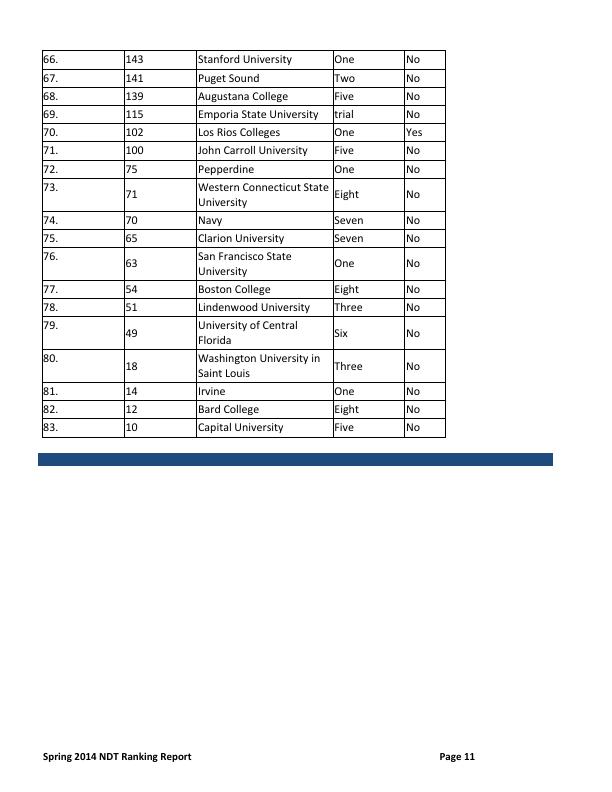 66. 143 Stanford University One No
67. 141 Puget Sound Two No
68. 139 Augustana College Five No
69. 115 Emporia State University trial No
70. 102 Los Rios Colleges One Yes
71. 100 John Carroll University Five No
72. 75 Pepperdine One No
73. 71 Western Connecticut State
University Eight No
74. 70 Navy Seven No
75. 65 Clarion University Seven No
76. 63 San Francisco State
University One No
77. 54 Boston College Eight No
78. 51 Lindenwood University Three No
79. 49 University of Central
Florida Six No
80. 18 Washington University in
Saint Louis Three No
81. 14 Irvine One No
82. 12 Bard College Eight No
83. 10 Capital University Five No
Spring 2014 NDT Ranking Report Page 11